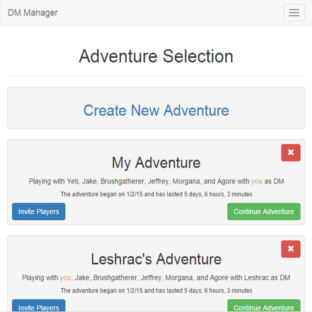 DM Manager
Adventure Selection
Create New Adventure
My Adventure
Playing with Yeti, Jake, Brushgatherer, Jeffrey, Morgana, and Agore with you as DM
The adventure began on 1/2/15 and has lasted 5 days, 6 hours, 3 minutes
Invite Players Continue Adventure
Leshrac's Adventure
Playing with you, Jake, Brushgatherer, Jeffrey, Morgana, and Agore with Leshrac as DM
The adventure began on 1/2/15 and has lasted 5 days, 6 hours, 3 minutes
Invite Players Continue Adventure